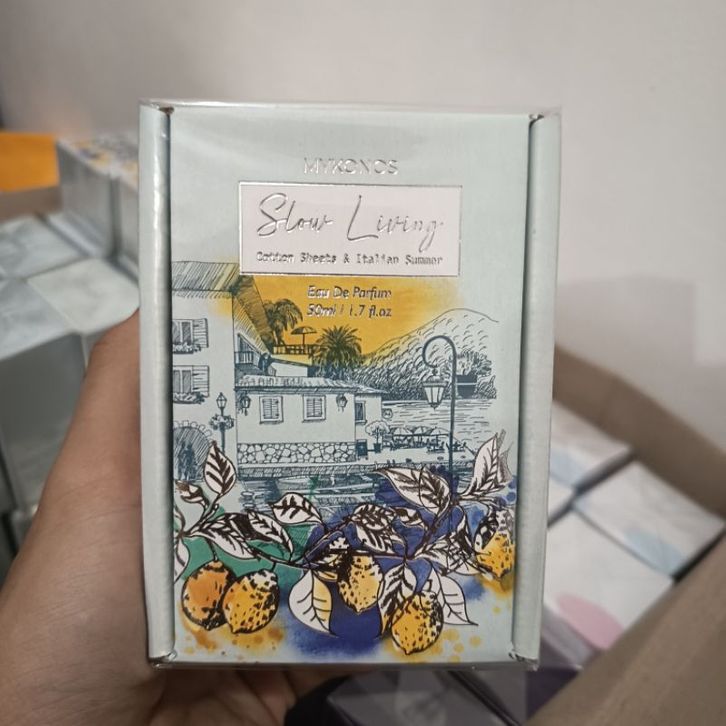 MYKONOS
Slow Living
Cotton Sheets & Italian Summer
Eau De Parfum
50ml / 1.7 fl.oz